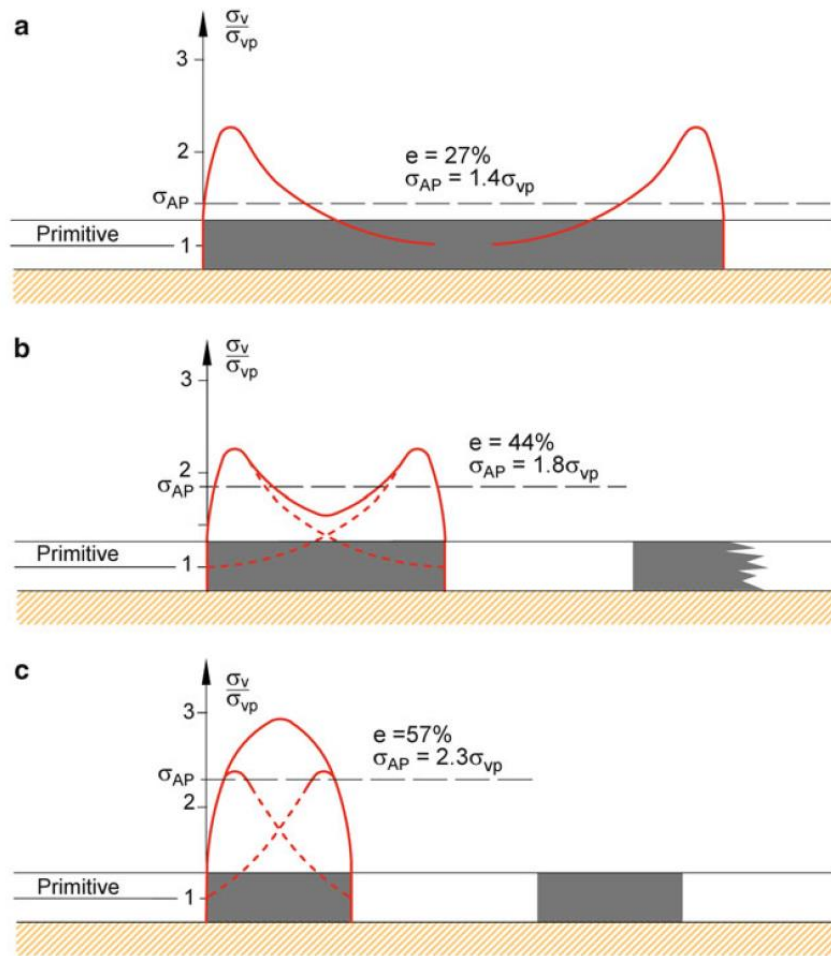 a
σv
σvp
3
2
e = 27%
σAP = 1.4σvp
σAP
Primitive
1
b
σv
σvp
3
e = 44%
2
σAP = 1.8σvp
σAP
Primitive
1
c
σv
σvp
3
e =57%
σAP = 2.3σvp
σAP
2
Primitive
1